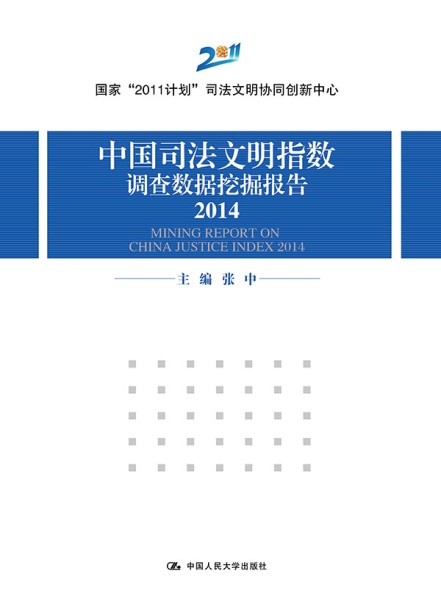 2011
国家“2011计划”司法文明协同创新中心
中国司法文明指数
调查数据挖掘报告
2014
MINING REPORT ON
CHINA JUSTICE INDEX 2014
主 编 张 中
中国人民大学出版社